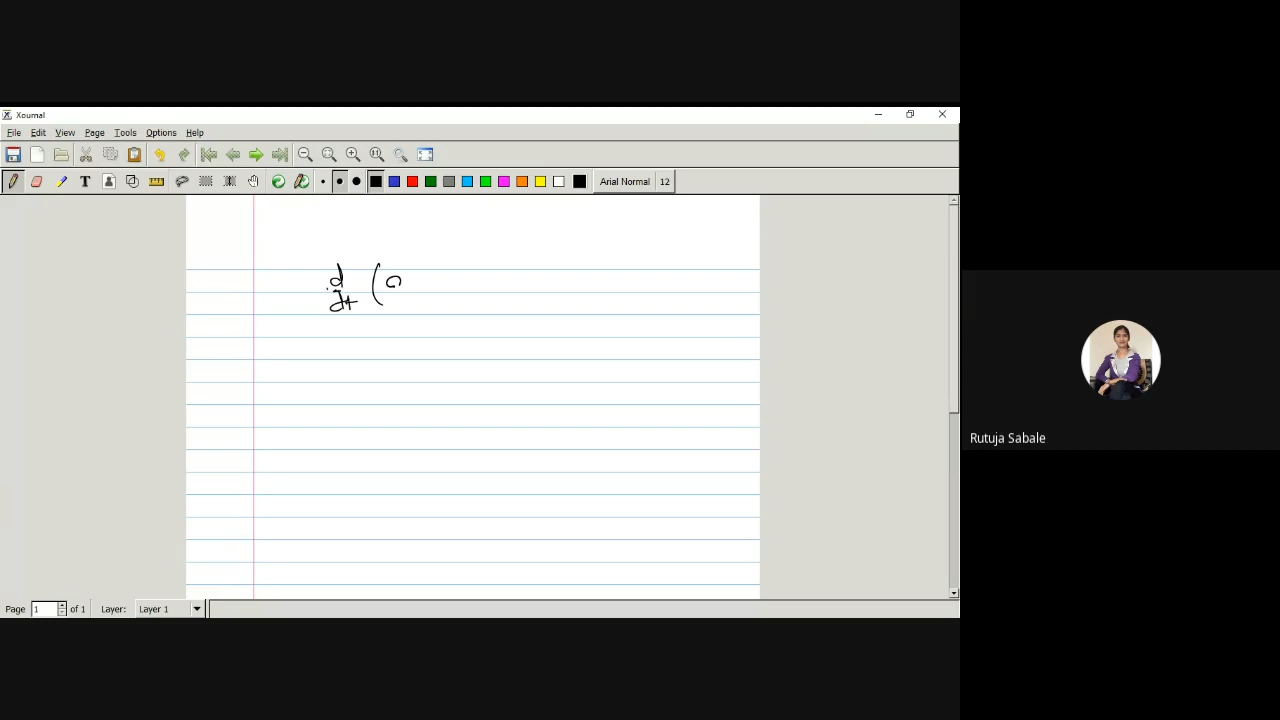 Xournal
File Edit View Page Tools Options Help
T Arial Normal 12
d
dt (a
Rutuja Sabale
Page 1 of 1 Layer: Layer 1